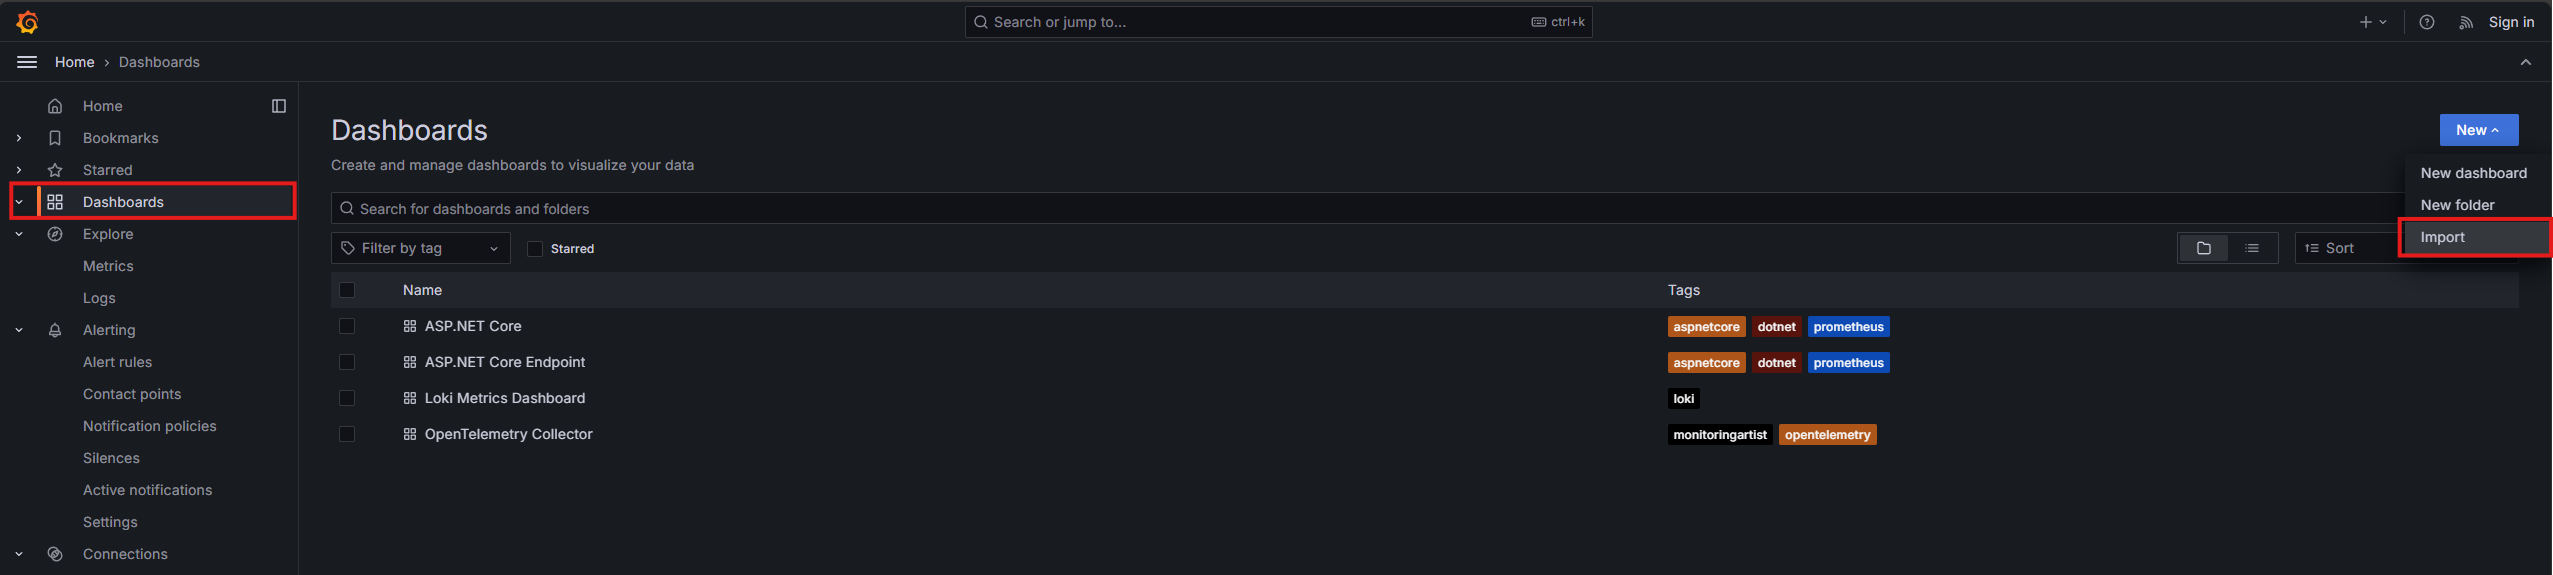 Search or jump to...
ctrl+k
Sign in
Home › Dashboards
Home
Bookmarks
Starred
Dashboards
Explore
Metrics
Logs
Alerting
Alert rules
Contact points
Notification policies
Silences
Active notifications
Settings
Connections
Dashboards
Create and manage dashboards to visualize your data
New
New dashboard
New folder
Import
Search for dashboards and folders
Filter by tag
Starred
Sort
Name Tags
ASP.NET Core aspnetcore dotnet prometheus
ASP.NET Core Endpoint aspnetcore dotnet prometheus
Loki Metrics Dashboard loki
OpenTelemetry Collector monitoringartist opentelemetry